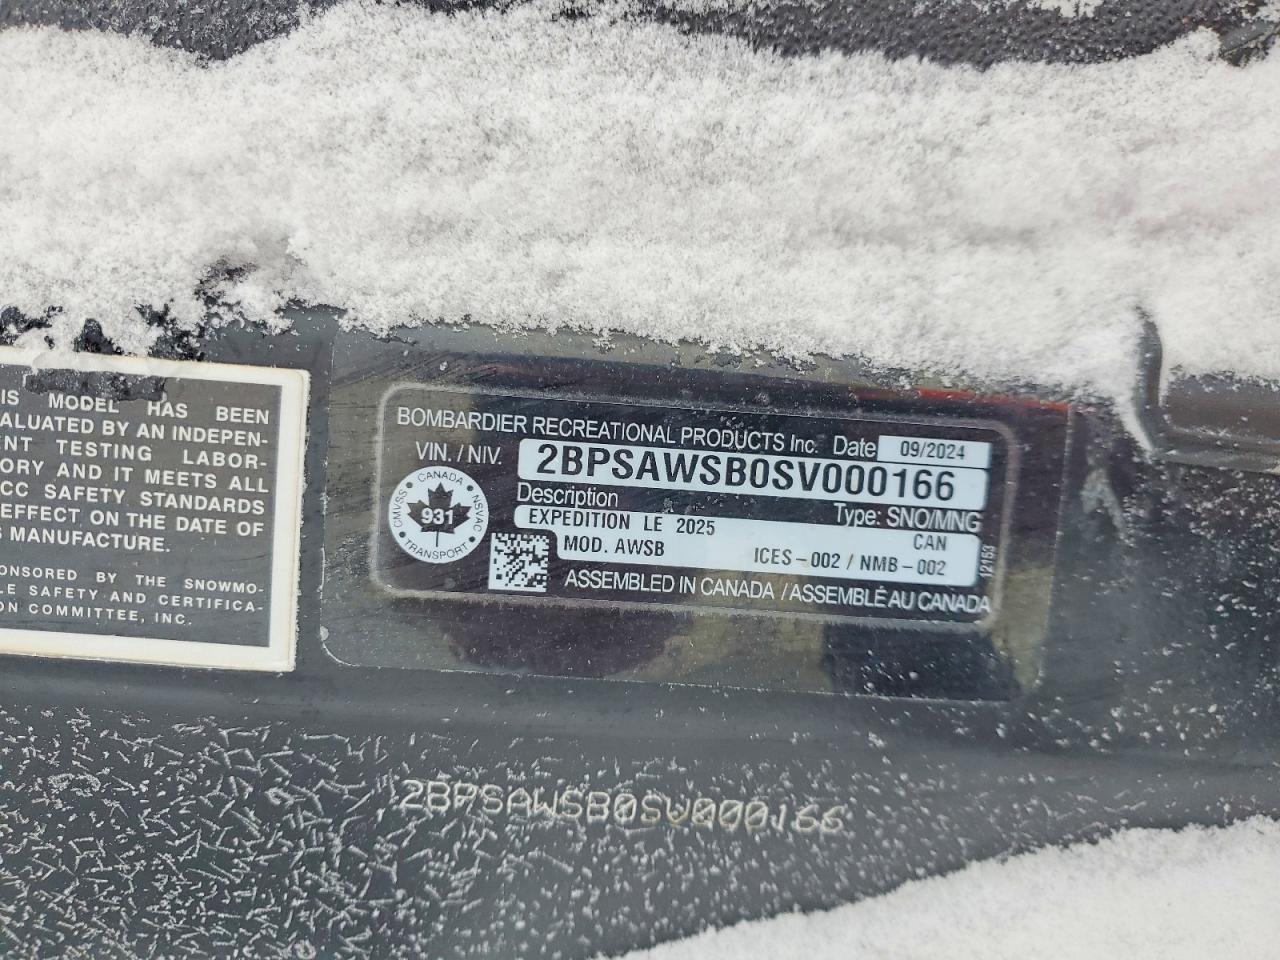 IS MODEL HAS BEEN
ALUATED BY AN INDEPEN-
ENT TESTING LABOR-
ORY AND IT MEETS ALL
CC SAFETY STANDARDS
EFFECT ON THE DATE OF
S MANUFACTURE.
ONSORED BY THE SNOWMO-
LE SAFETY AND CERTIFICA-
ON COMMITTEE, INC.
BOMBARDIER RECREATIONAL PRODUCTS Inc. Date 09/2024
VIN. / NIV. 2BPSAWSB0SV000166
CANADA
CMVSS 931 NSVAC
TRANSPORT
Description Type: SNO/MNG
EXPEDITION LE 2025 CAN
MOD. AWSB ICES-002 / NMB-002
ASSEMBLED IN CANADA / ASSEMBLÉ AU CANADA
2BPSAWSB0SV000166